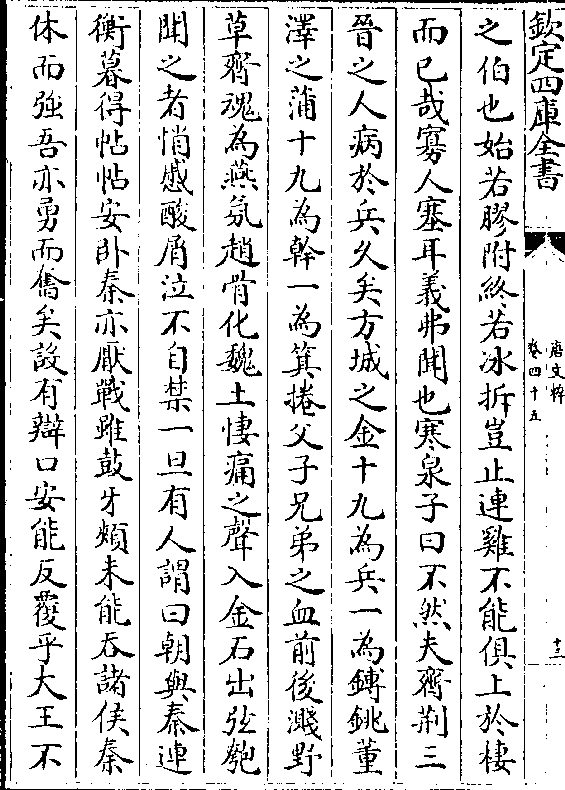 欽定四庫全書
唐文粹
卷四十五
十三
之伯也始若膠附終若冰拆豈止連雞不能俱上於棲
而已哉寡人塞耳義弗聞也寒泉子曰不然夫齊荆三
晉之人病於兵久矣方城之金十九為兵一為鎛銚董
澤之蒲十九為幹一為箕捲父子兄弟之血前後濺野
草齊魂為燕氛趙骨化魏土悽痛之聲入金石出弦匏
聞之者悄慼酸屑泣不自禁一旦有人謂曰朝與秦連
衡暮得帖帖安卧秦亦厭戰雖鼓牙頰未能吞諸侯秦
休而強吾亦勇而奮矣設有辯口安能反覆乎大王不